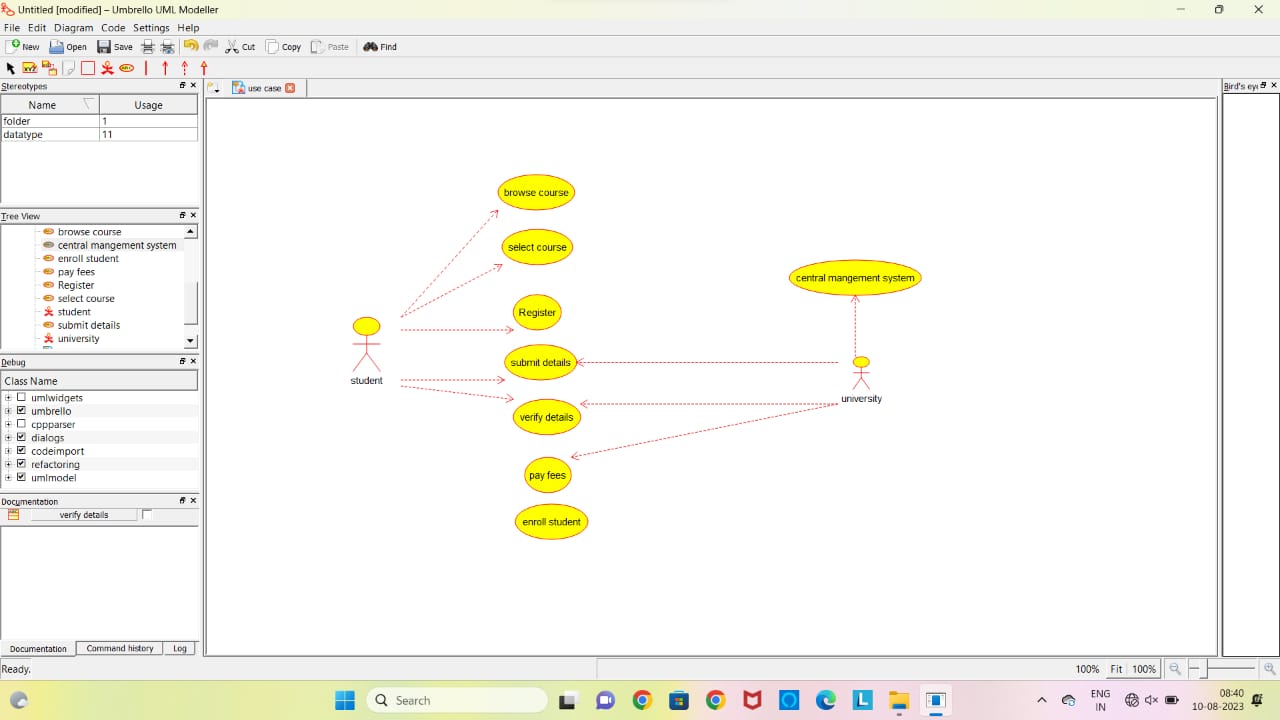 Untitled [modified] – Umbrello UML Modeller
File Edit Diagram Code Settings Help
New Open Save Cut Copy Paste Find
Stereotypes
use case
Bird's eye
Name Usage
folder 1
datatype 11
Tree View
browse course
central mangement system
enroll student
pay fees
Register
select course
student
submit details
university
Debug
Class Name
umlwidgets
umbrello
cppparser
dialogs
codeimport
refactoring
umlmodel
Documentation
verify details
Documentation Command history Log
browse course
select course
central mangement system
Register
student
submit details
university
verify details
pay fees
enroll student
Ready.
100% Fit 100%
Search
ENG
IN
08:40
10-08-2023